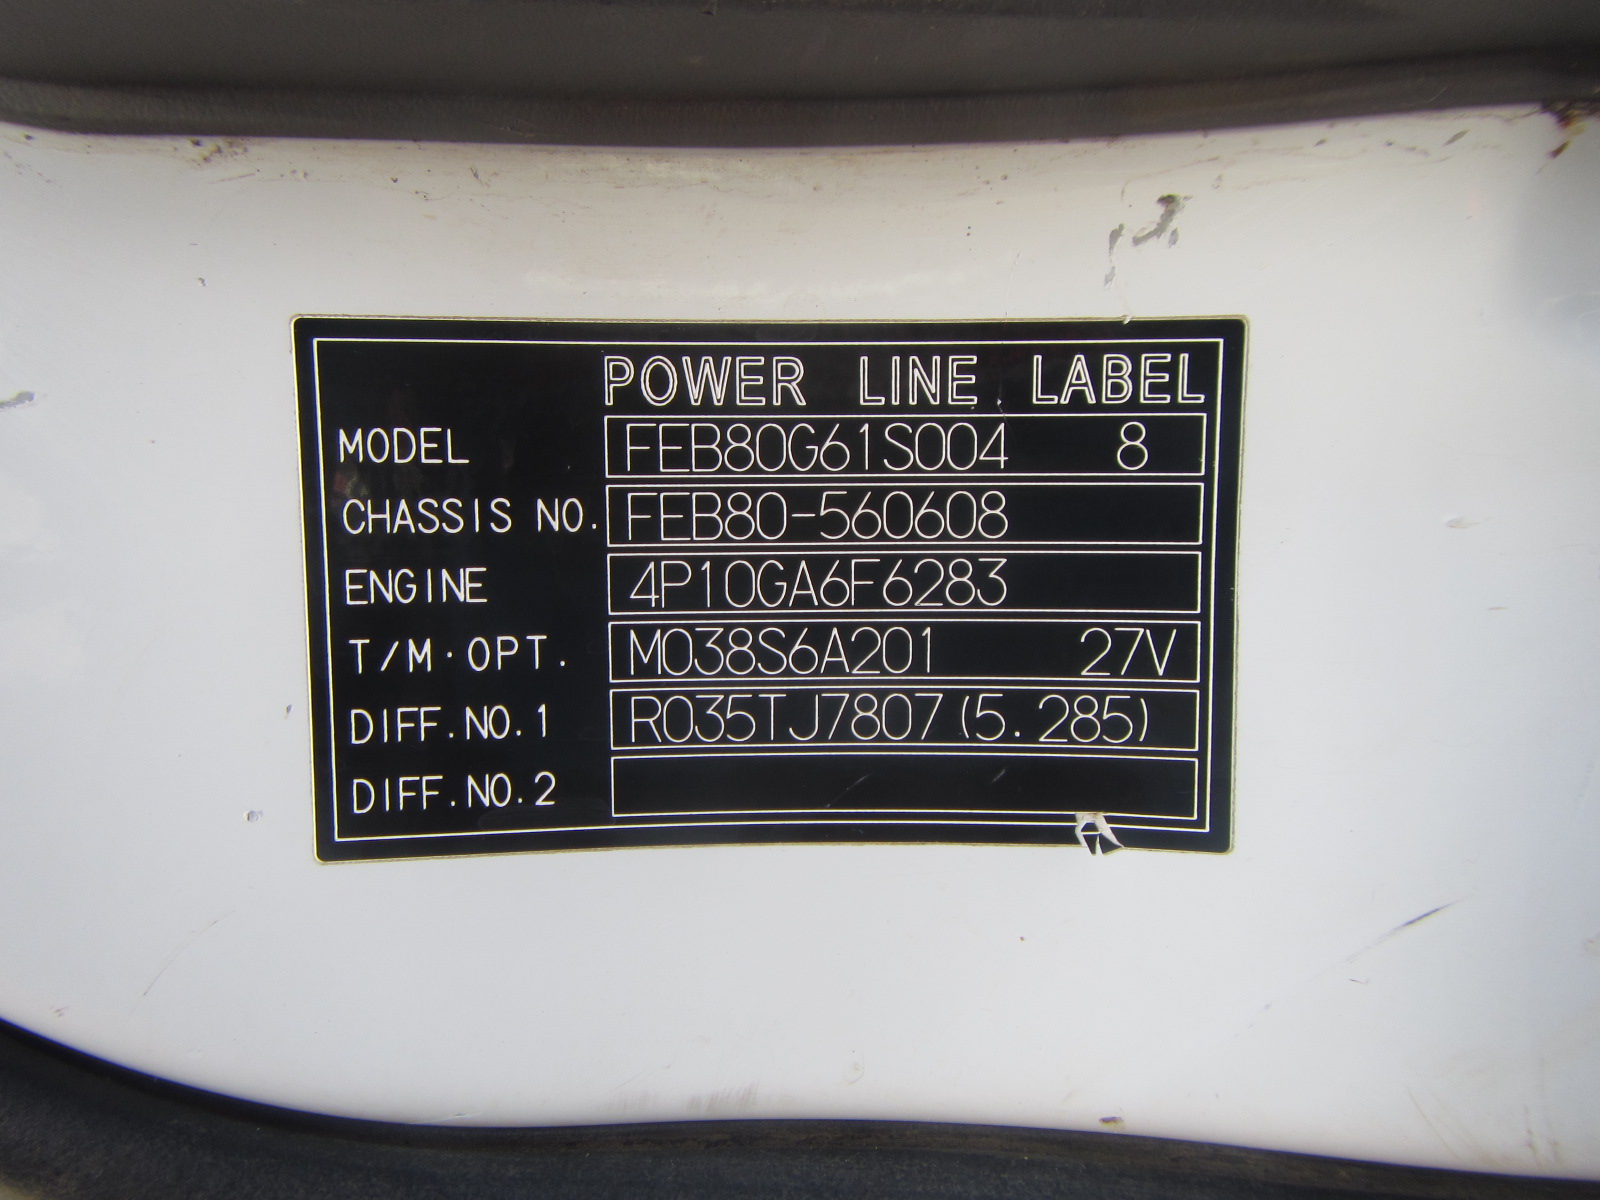 POWER LINE LABEL
MODEL FEB80G61S004 8
CHASSIS NO. FEB80-560608
ENGINE 4P10GA6F6283
T/M·OPT. M038S6A201 27V
DIFF.NO.1 R035TJ7807(5.285)
DIFF.NO.2